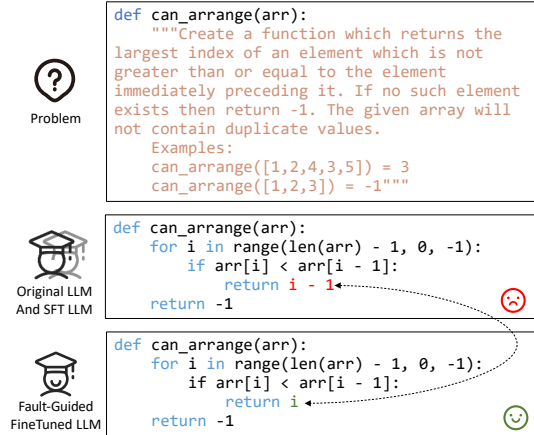 def can_arrange(arr):
    """Create a function which returns the
largest index of an element which is not
greater than or equal to the element
immediately preceding it. If no such element
exists then return -1. The given array will
not contain duplicate values.
    Examples:
    can_arrange([1,2,4,3,5]) = 3
    can_arrange([1,2,3]) = -1"""
Problem
def can_arrange(arr):
    for i in range(len(arr) - 1, 0, -1):
        if arr[i] < arr[i - 1]:
            return i - 1
    return -1
Original LLM
And SFT LLM
def can_arrange(arr):
    for i in range(len(arr) - 1, 0, -1):
        if arr[i] < arr[i - 1]:
            return i
    return -1
Fault-Guided
FineTuned LLM